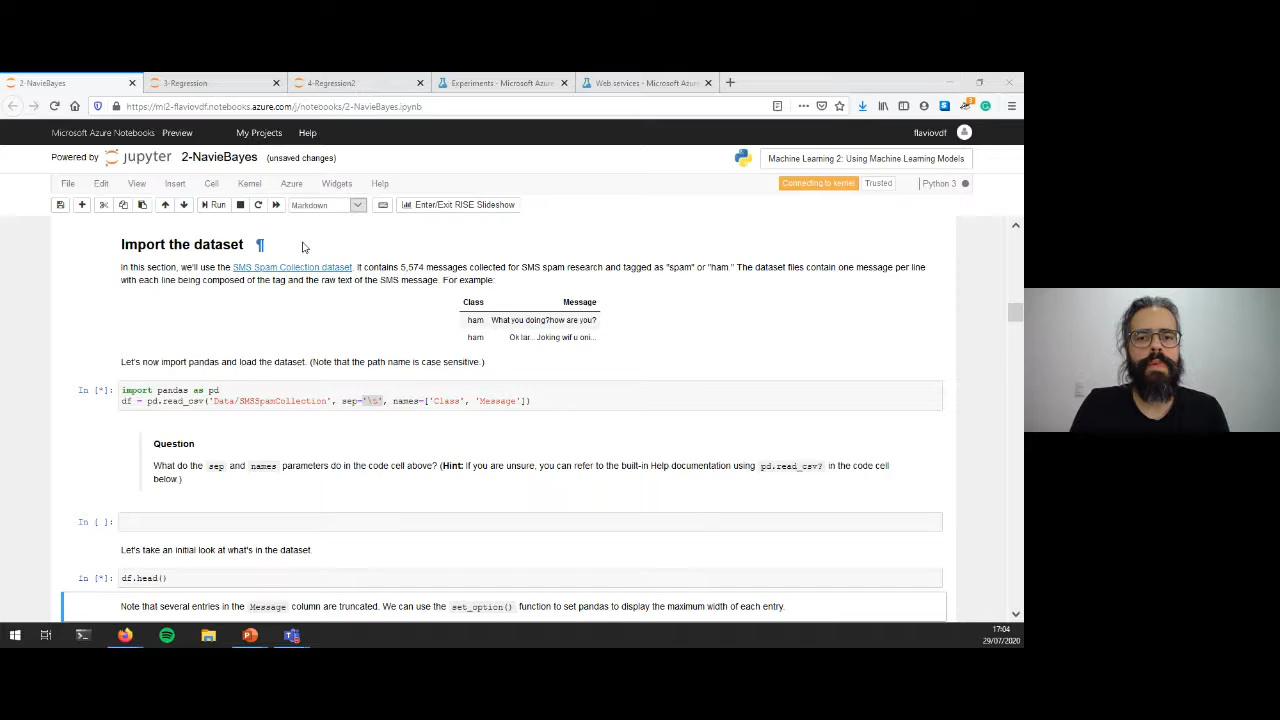 2-NavieBayes
3-Regression
4-Regression2
Experiments - Microsoft Azure
Web services - Microsoft Azure
https://ml2-flaviovdf.notebooks.azure.com/j/notebooks/2-NavieBayes.ipynb
Microsoft Azure Notebooks Preview My Projects Help flaviovdf
Powered by jupyter 2-NavieBayes (unsaved changes) Machine Learning 2: Using Machine Learning Models
File Edit View Insert Cell Kernel Azure Widgets Help Connecting to kernel Trusted Python 3
Run Markdown Enter/Exit RISE Slideshow
Import the dataset ¶
In this section, we'll use the SMS Spam Collection dataset. It contains 5,574 messages collected for SMS spam research and tagged as "spam" or "ham." The dataset files contain one message per line
with each line being composed of the tag and the raw text of the SMS message. For example:
Class Message
ham What you doing?how are you?
ham Ok lar... Joking wif u oni...
Let's now import pandas and load the dataset. (Note that the path name is case sensitive.)
In [*]: import pandas as pd
df = pd.read_csv('Data/SMSSpamCollection', sep='\t', names=['Class', 'Message'])
Question
What do the sep and names parameters do in the code cell above? (Hint: If you are unsure, you can refer to the built-in Help documentation using pd.read_csv? in the code cell
below.)
In [ ]:
Let's take an initial look at what's in the dataset.
In [*]: df.head()
Note that several entries in the Message column are truncated. We can use the set_option() function to set pandas to display the maximum width of each entry.
17:04
29/07/2020